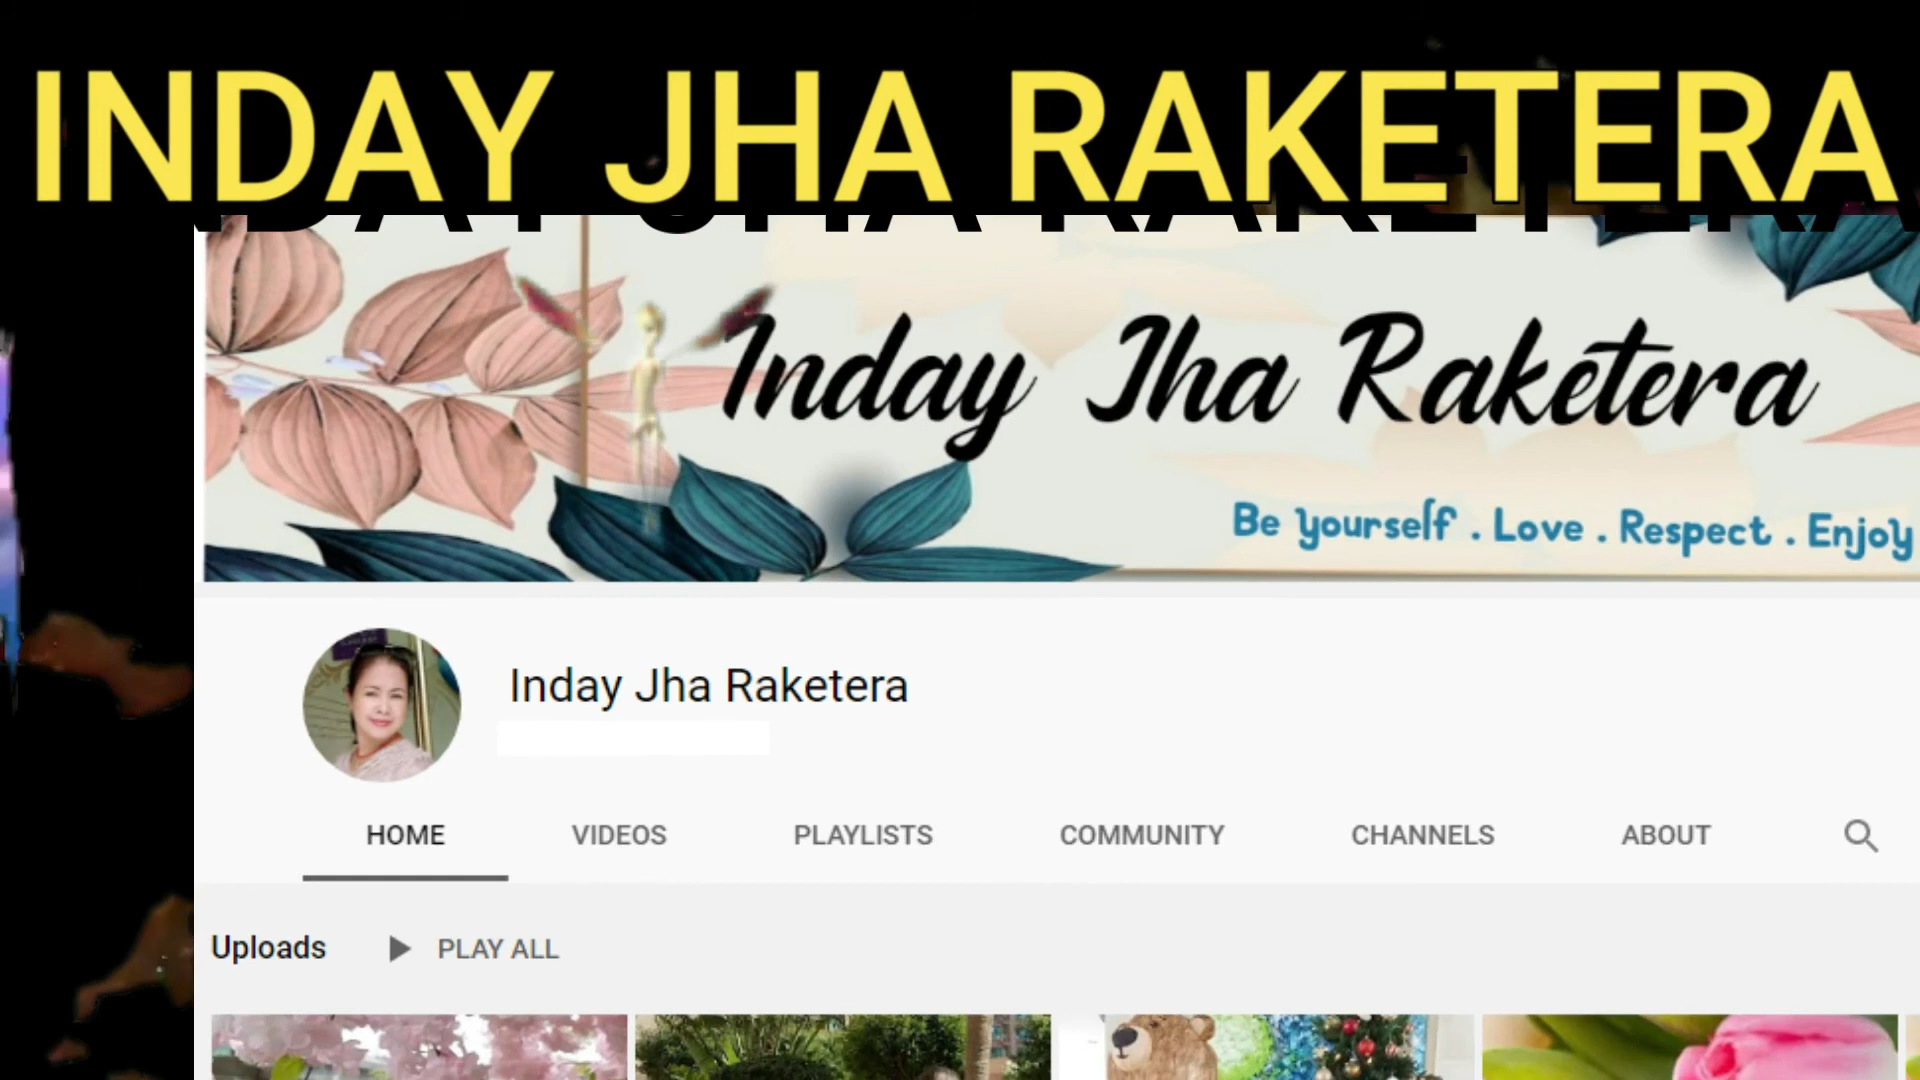 INDAY JHA RAKETERA
Inday Jha Raketera
Be yourself . Love . Respect . Enjoy
Inday Jha Raketera
HOME VIDEOS PLAYLISTS COMMUNITY CHANNELS ABOUT
Uploads PLAY ALL